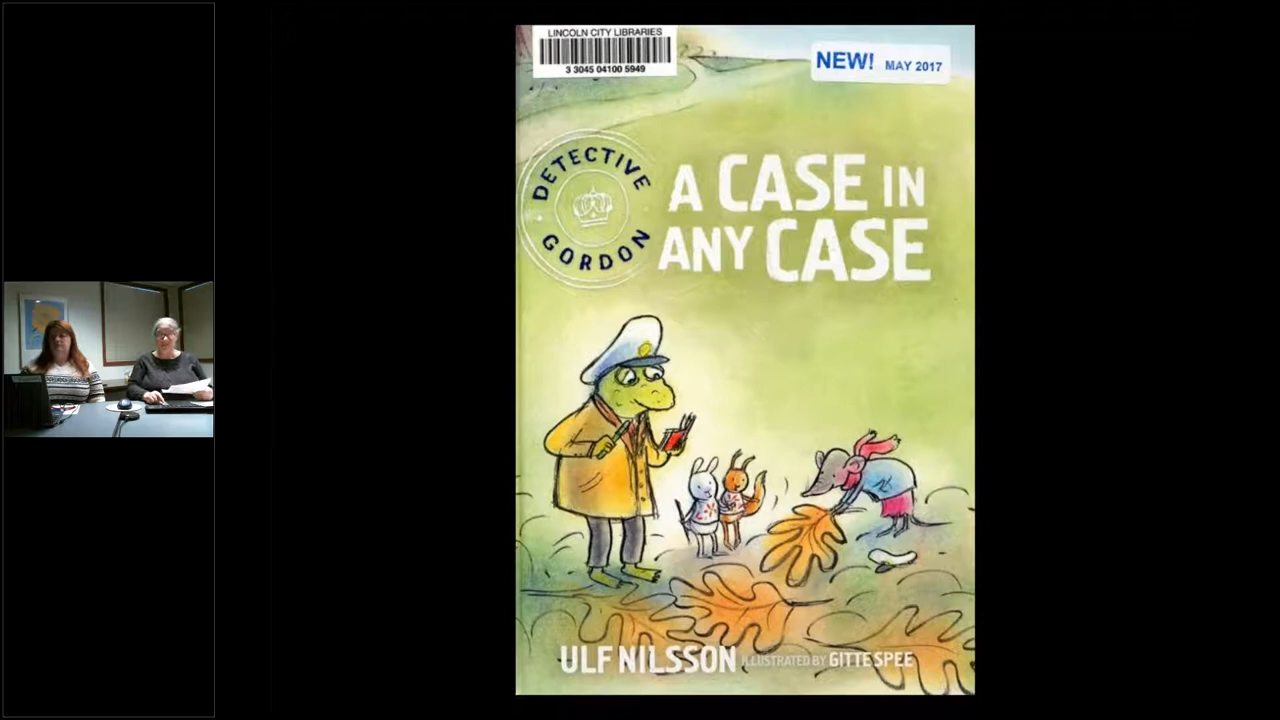 LINCOLN CITY LIBRARIES
3 3045 04100 5949
NEW! MAY 2017
DETECTIVE
GORDON
A CASE IN
ANY CASE
ULF NILSSON ILLUSTRATED BY GITTE SPEE